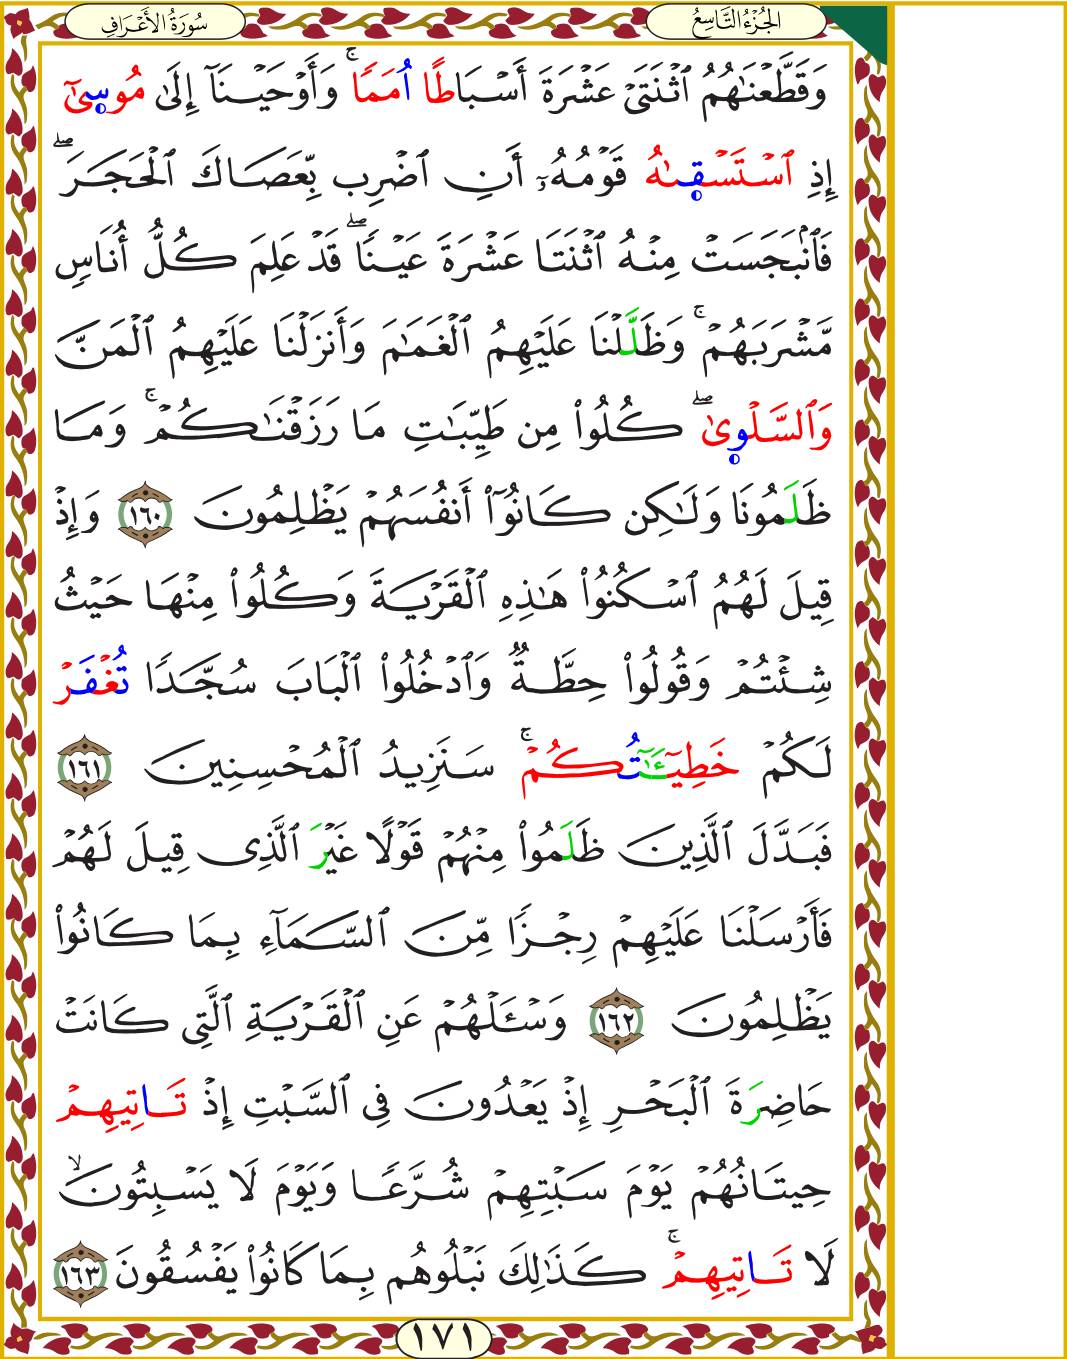 الجُزْءُ التَّاسِعُ
سُورَةُ الأَعْرَافِ
وَقَطَّعْنَٰهُمُ ٱثْنَتَىْ عَشْرَةَ أَسْبَاطًا اُمَمًاۚ وَأَوْحَيْنَآ إِلَىٰ مُوسٜىٰٓ
إِذِ ٱسْتَسْقٜىٰهُ قَوْمُهُۥٓ أَنِ ٱضْرِب بِّعَصَاكَ ٱلْحَجَرَۖ
فَٱنۢبَجَسَتْ مِنْهُ ٱثْنَتَا عَشْرَةَ عَيْنًاۖ قَدْ عَلِمَ كُلُّ أُنَاسٍ
مَّشْرَبَهُمْۚ وَظَلَّلْنَا عَلَيْهِمُ ٱلْغَمَٰمَ وَأَنزَلْنَا عَلَيْهِمُ ٱلْمَنَّ
وَٱلسَّلْوٜىٰۖ كُلُوا۟ مِن طَيِّبَٰتِ مَا رَزَقْنَٰكُمْۚ وَمَا
ظَلَمُونَا وَلَٰكِن كَانُوٓا۟ أَنفُسَهُمْ يَظْلِمُونَ ١٦٠ وَإِذْ
قِيلَ لَهُمُ ٱسْكُنُوا۟ هَٰذِهِ ٱلْقَرْيَةَ وَكُلُوا۟ مِنْهَا حَيْثُ
شِئْتُمْ وَقُولُوا۟ حِطَّةٌ وَٱدْخُلُوا۟ ٱلْبَابَ سُجَّدًا تُغْفَرْ
لَكُمْ خَطِيٓـَٰٔتُكُمْۚ سَنَزِيدُ ٱلْمُحْسِنِينَ ١٦١
فَبَدَّلَ ٱلَّذِينَ ظَلَمُوا۟ مِنْهُمْ قَوْلًا غَيْرَ ٱلَّذِى قِيلَ لَهُمْ
فَأَرْسَلْنَا عَلَيْهِمْ رِجْزًا مِّنَ ٱلسَّمَآءِ بِمَا كَانُوا۟
يَظْلِمُونَ ١٦٢ وَسْـَٔلْهُمْ عَنِ ٱلْقَرْيَةِ ٱلَّتِى كَانَتْ
حَاضِرَةَ ٱلْبَحْرِ إِذْ يَعْدُونَ فِى ٱلسَّبْتِ إِذْ تَاتِيهِمْ
حِيتَانُهُمْ يَوْمَ سَبْتِهِمْ شُرَّعًا وَيَوْمَ لَا يَسْبِتُونَۙ
لَا تَاتِيهِمْۚ كَذَٰلِكَ نَبْلُوهُم بِمَا كَانُوا۟ يَفْسُقُونَ ١٦٣
١٧١